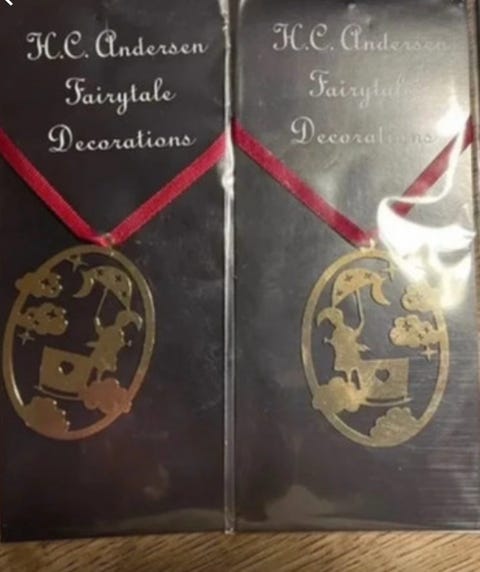 H.C. Andersen
Fairytale
Decorations
H.C. Andersen
Fairytale
Decorations